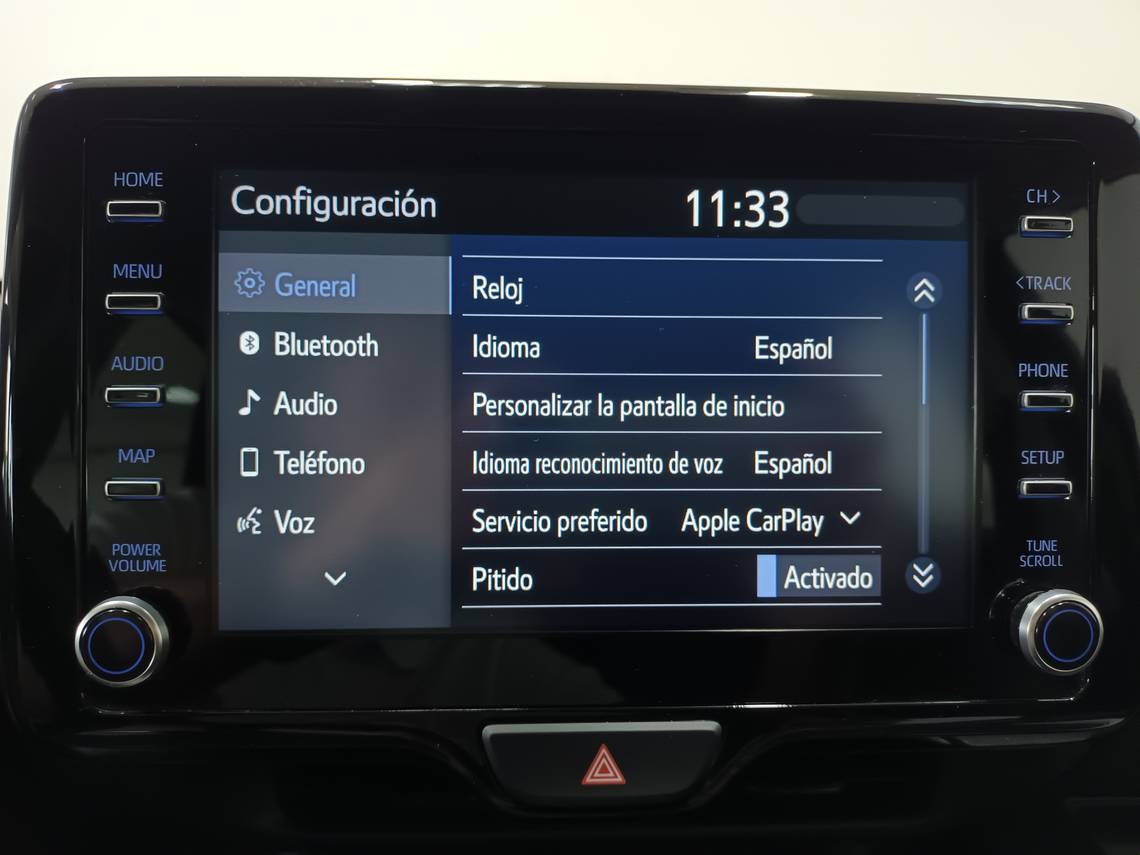 HOME
MENU
AUDIO
MAP
POWER
VOLUME
Configuración
11:33
General
Bluetooth
Audio
Teléfono
Voz
Reloj
Idioma Español
Personalizar la pantalla de inicio
Idioma reconocimiento de voz Español
Servicio preferido Apple CarPlay
Pitido Activado
CH >
<TRACK
PHONE
SETUP
TUNE
SCROLL